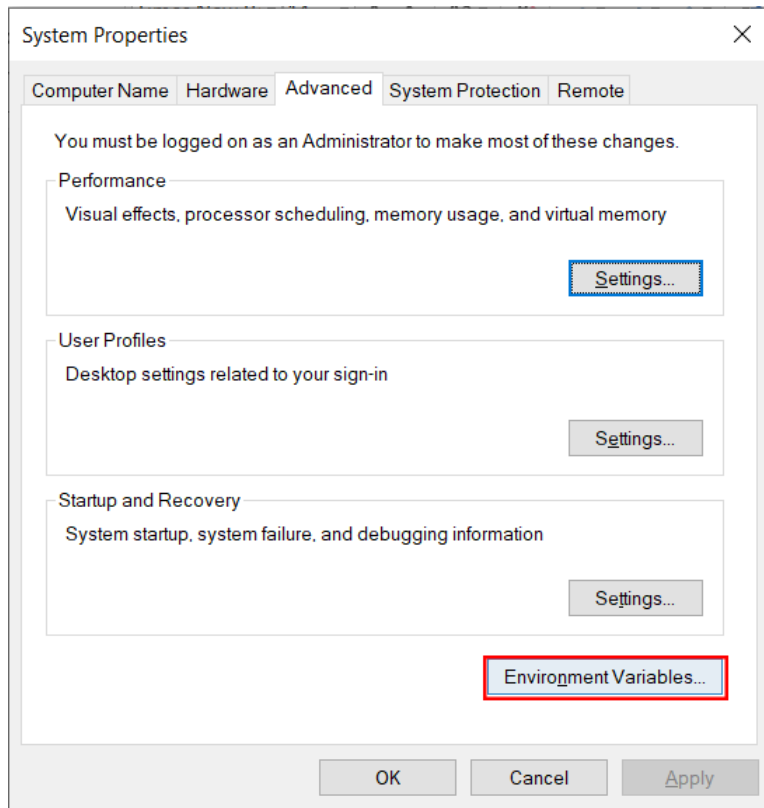 System Properties
Computer Name Hardware Advanced System Protection Remote
You must be logged on as an Administrator to make most of these changes.
Performance
Visual effects, processor scheduling, memory usage, and virtual memory
Settings...
User Profiles
Desktop settings related to your sign-in
Settings...
Startup and Recovery
System startup, system failure, and debugging information
Settings...
Environment Variables...
OK Cancel Apply